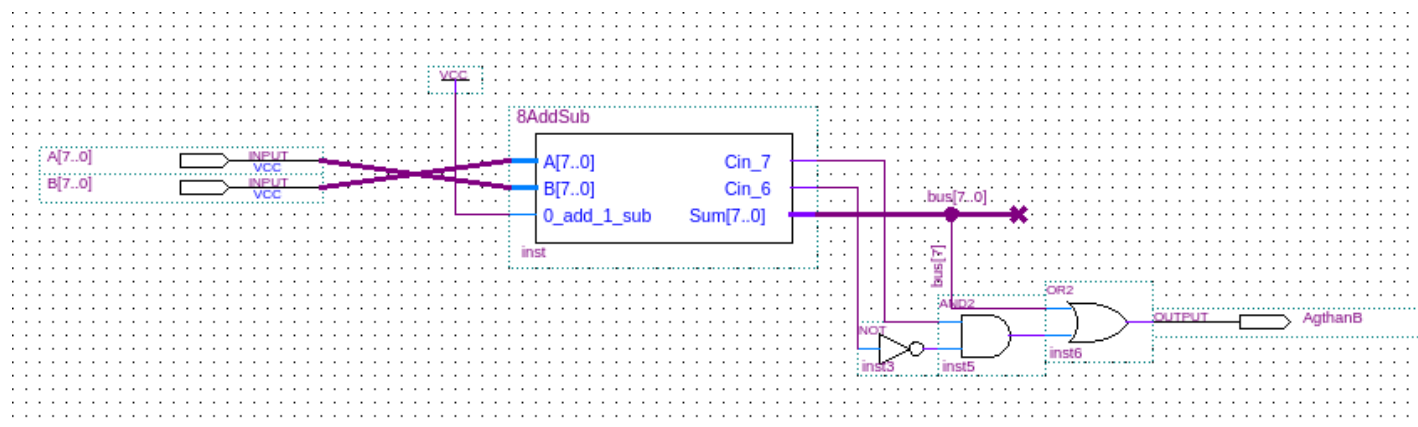 VCC
8AddSub
A[7..0] INPUT
VCC
B[7..0] INPUT
VCC
A[7..0] Cin_7
B[7..0] Cin_6
0_add_1_sub Sum[7..0]
inst
bus[7..0]
bus[7]
OR2
AND2
NOT
OUTPUT AgthanB
inst6
inst3
inst5